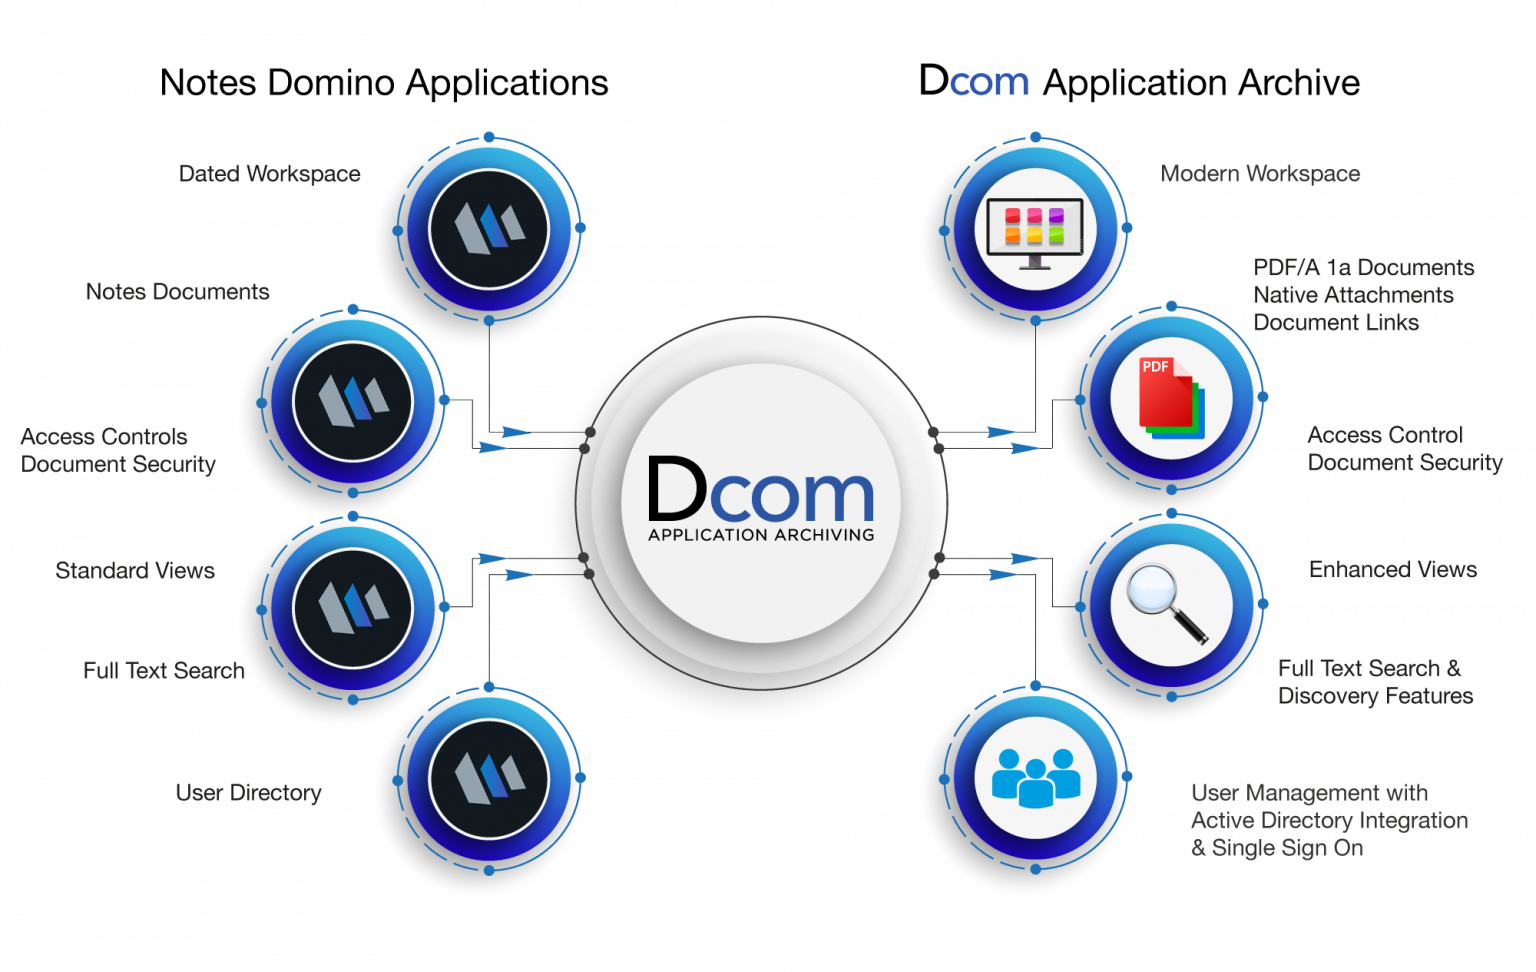 Notes Domino Applications
Dated Workspace
Notes Documents
Access Controls
Document Security
Standard Views
Full Text Search
User Directory
Dcom
APPLICATION ARCHIVING
Dcom Application Archive
Modern Workspace
PDF/A 1a Documents
Native Attachments
Document Links
PDF
Access Control
Document Security
Enhanced Views
Full Text Search &
Discovery Features
User Management with
Active Directory Integration
& Single Sign On